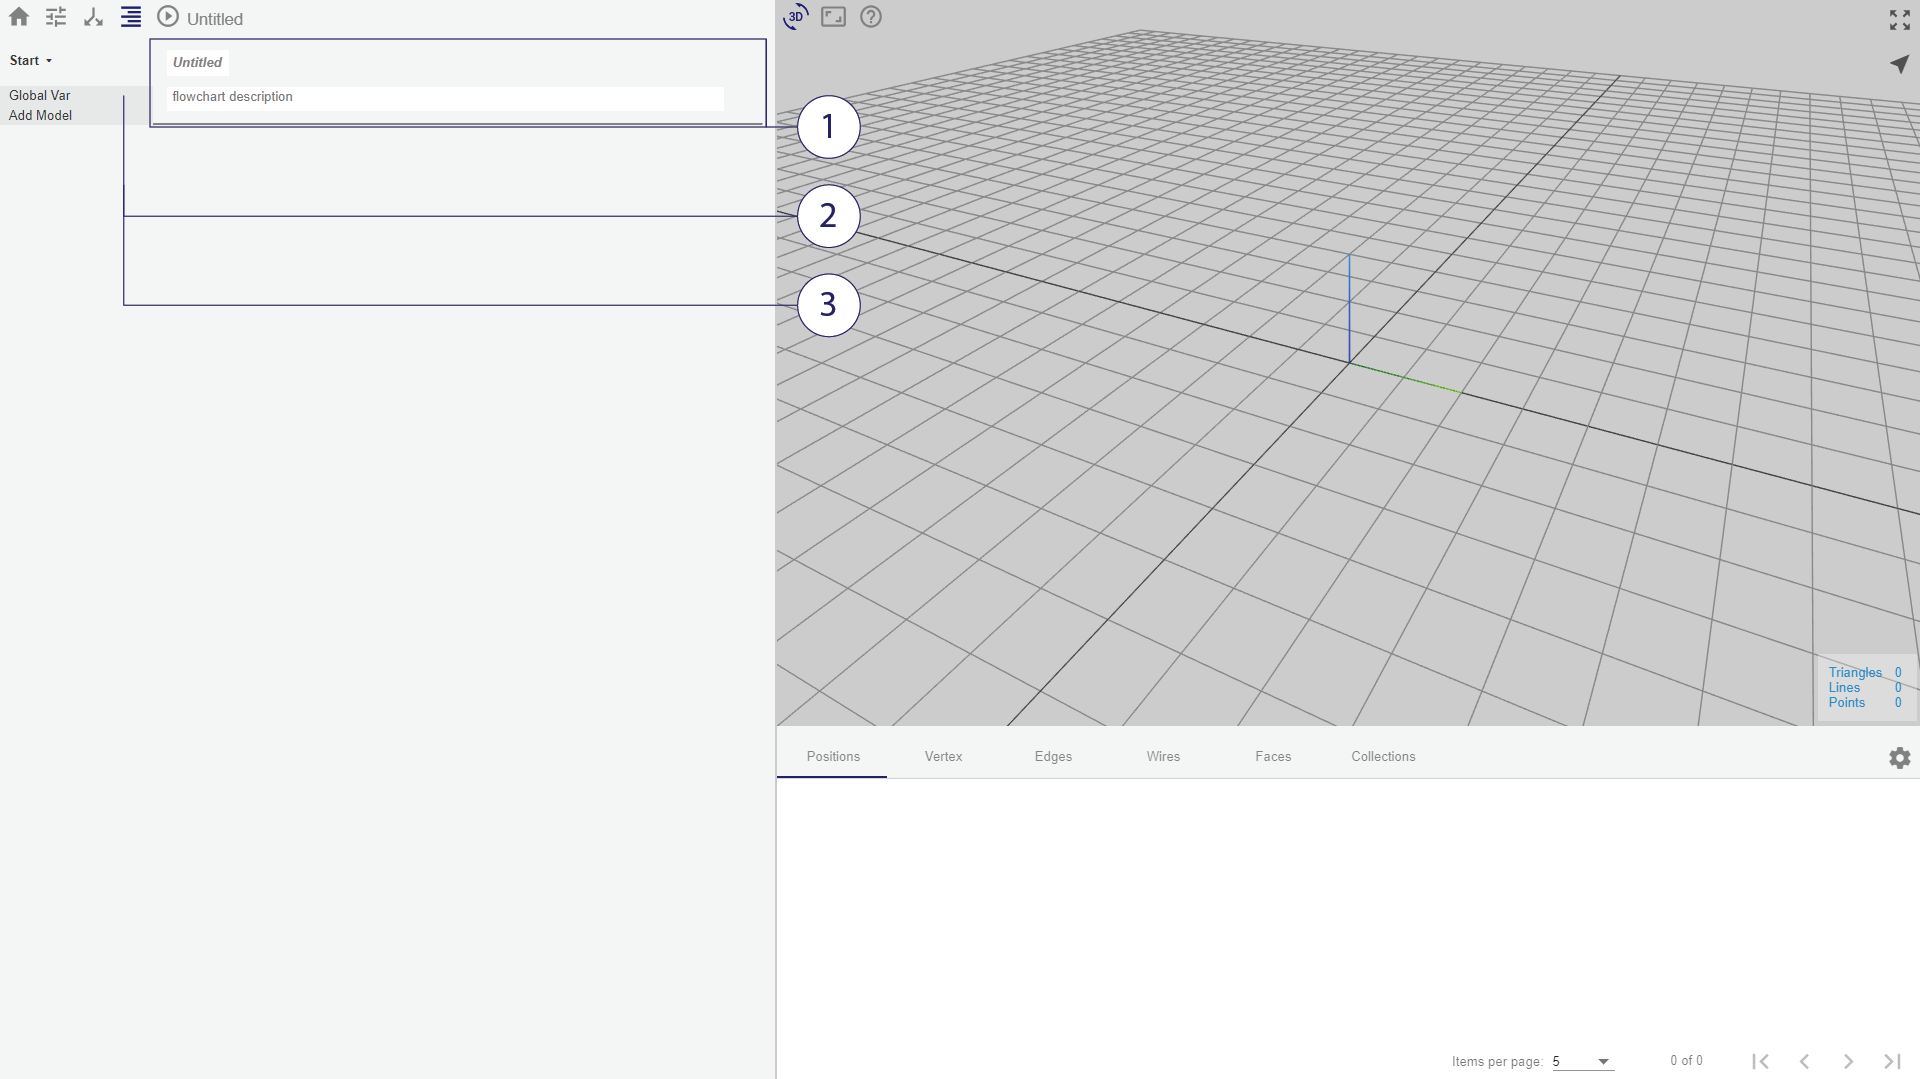 Untitled
Start
Global Var
Add Model
Untitled
flowchart description
3D
?
1
2
3
Triangles 0
Lines 0
Points 0
Positions Vertex Edges Wires Faces Collections
Items per page: 5 0 of 0